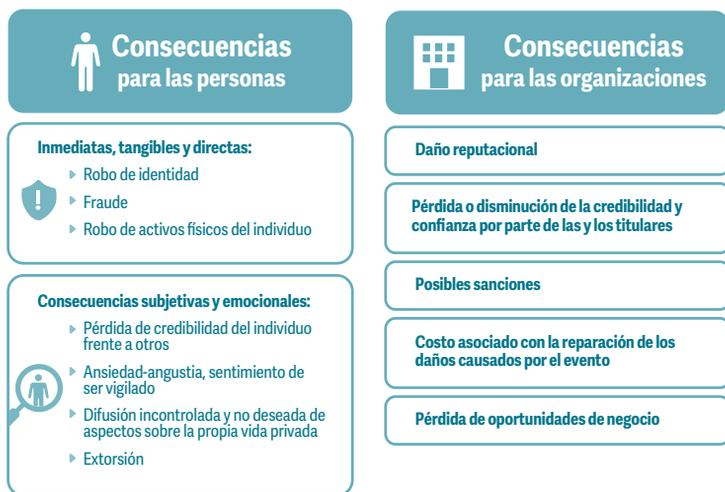 Consecuencias
para las personas
Inmediatas, tangibles y directas:
Robo de identidad
Fraude
Robo de activos físicos del individuo
Consecuencias subjetivas y emocionales:
Pérdida de credibilidad del individuo
frente a otros
Ansiedad-angustia, sentimiento de
ser vigilado
Difusión incontrolada y no deseada de
aspectos sobre la propia vida privada
Extorsión
Consecuencias
para las organizaciones
Daño reputacional
Pérdida o disminución de la credibilidad y
confianza por parte de las y los titulares
Posibles sanciones
Costo asociado con la reparación de los
daños causados por el evento
Pérdida de oportunidades de negocio